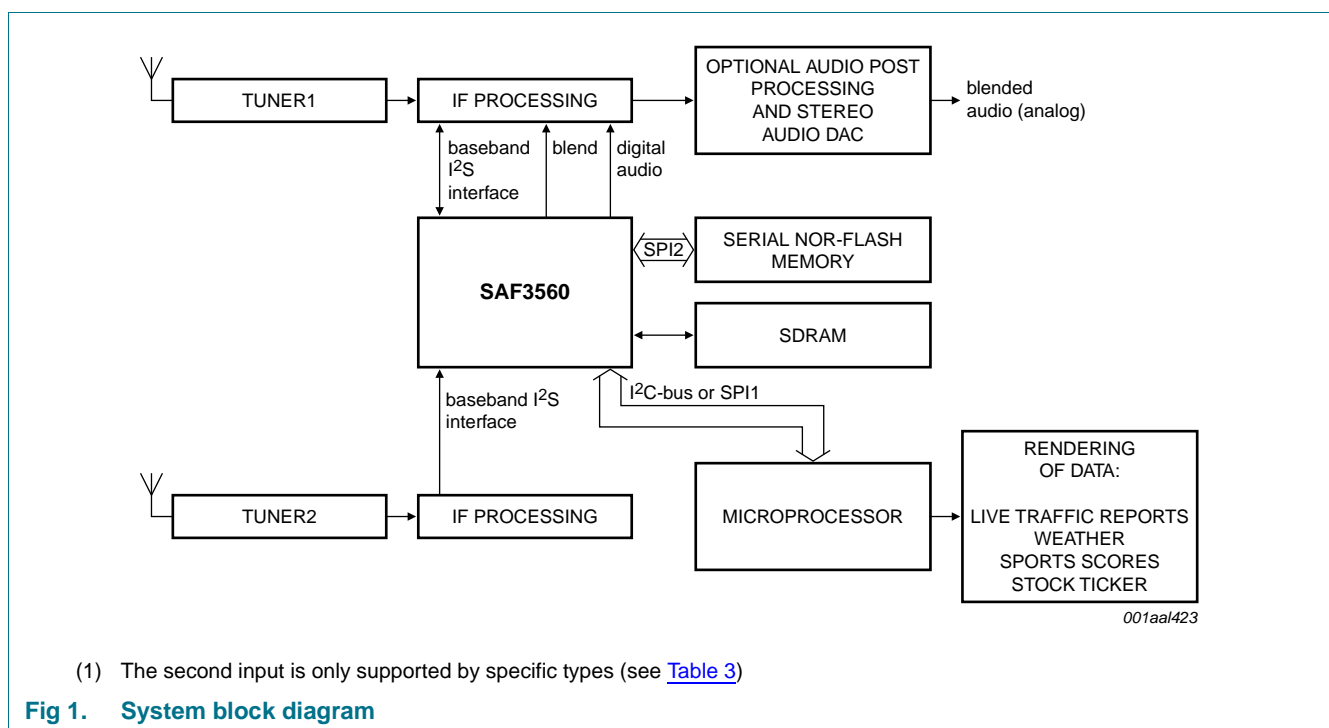 TUNER1
IF PROCESSING
OPTIONAL AUDIO POST
PROCESSING
AND STEREO
AUDIO DAC
blended
audio (analog)
baseband
I2S
interface
blend
digital
audio
SAF3560
SPI2
SERIAL NOR-FLASH
MEMORY
SDRAM
baseband I2S
interface
I2C-bus or SPI1
TUNER2
IF PROCESSING
MICROPROCESSOR
RENDERING
OF DATA:
LIVE TRAFFIC REPORTS
WEATHER
SPORTS SCORES
STOCK TICKER
001aal423
(1) The second input is only supported by specific types (see Table 3)
Fig 1. System block diagram